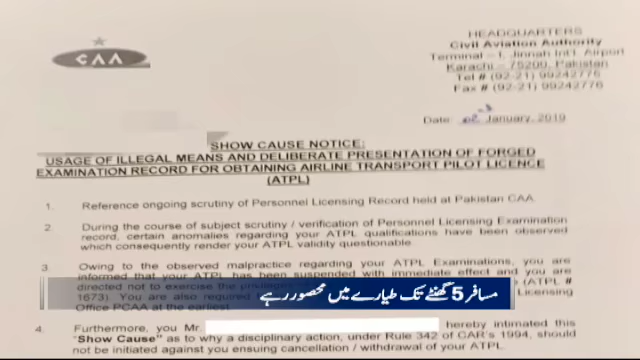 HEADQUARTERS
Civil Aviation Authority
Terminal - I, Jinnah Int'l. Airport
Karachi - 75200, Pakistan
Tel # (92-21) 99242776
Fax # (92-21) 99242776
CAA
Date: January, 2019
SHOW CAUSE NOTICE:
USAGE OF ILLEGAL MEANS AND DELIBERATE PRESENTATION OF FORGED
EXAMINATION RECORD FOR OBTAINING AIRLINE TRANSPORT PILOT LICENCE
(ATPL)
1. Reference ongoing scrutiny of Personnel Licensing Record held at Pakistan CAA.
2. During the course of subject scrutiny / verification of Personnel Licensing Examination
record, certain anomalies regarding your ATPL qualifications have been observed
which consequently render your ATPL validity questionable.
3. Owing to the observed malpractice regarding your ATPL Examinations, you are
informed that your ATPL has been suspended with immediate effect and you are
directed not to exercise the (ATPL #
1673). You are also required Licensing
Office PCAA at the earliest.
مسافر 5 گھنٹے تک طیارے میں محصور رہے
4. Furthermore, you Mr. hereby intimated this
"Show Cause" as to why a disciplinary action, under Rule 342 of CAR's 1994, should
not be initiated against you ensuing cancellation / withdrawal of your ATPL.